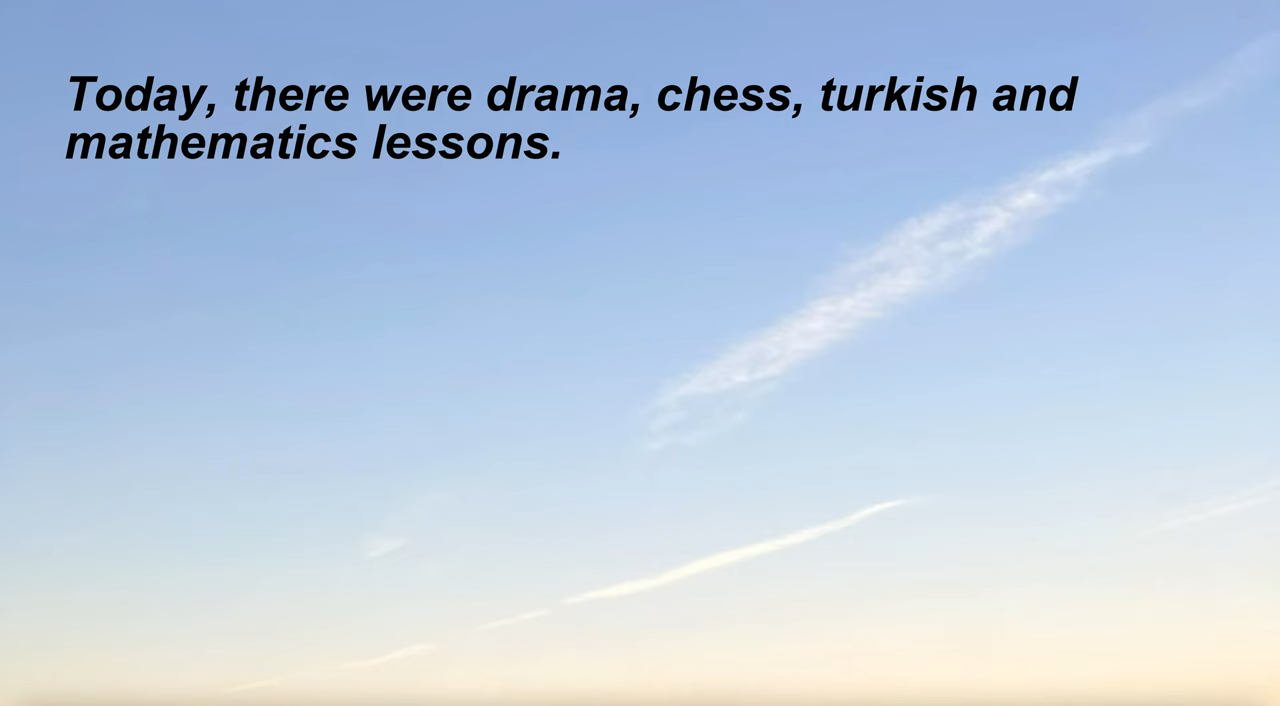 Today, there were drama, chess, turkish and
mathematics lessons.